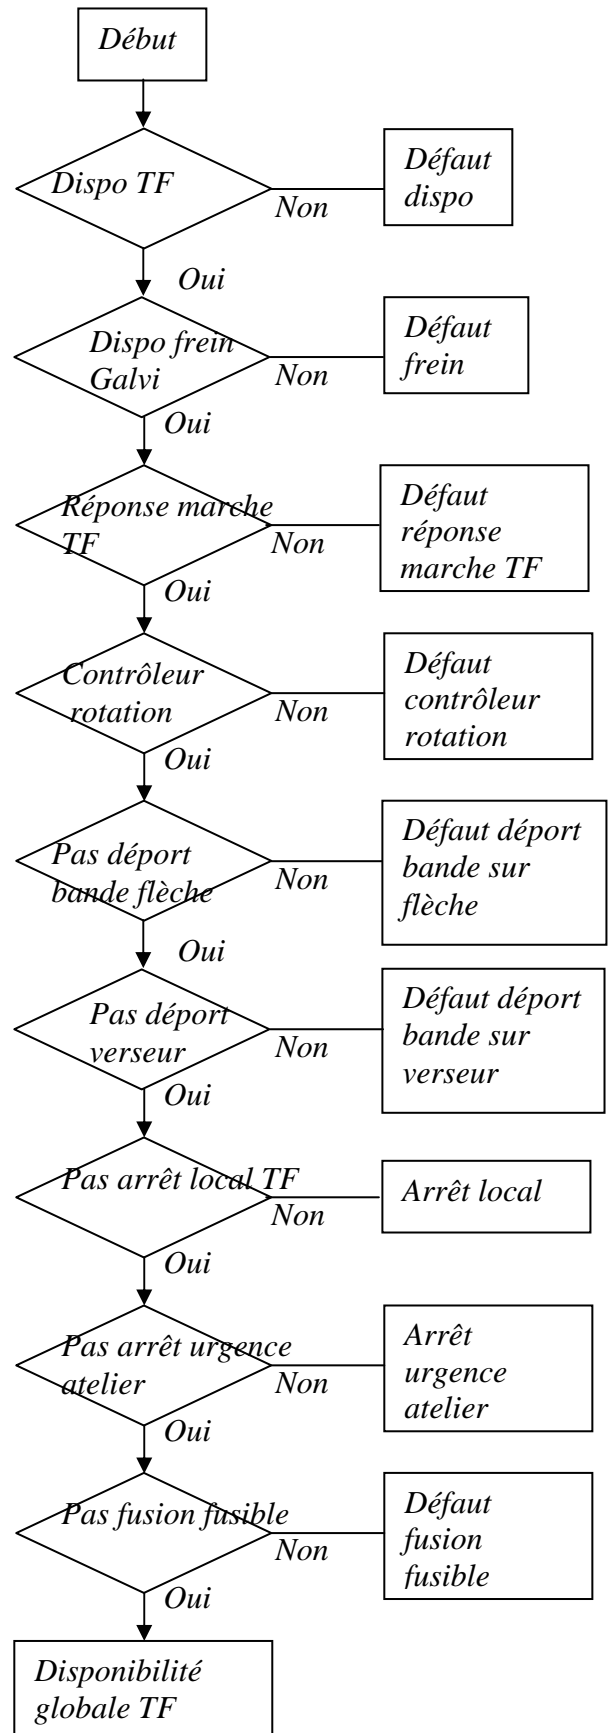 Début
Dispo TF
Non
Défaut
dispo
Oui
Dispo frein
Galvi
Non
Défaut
frein
Oui
Réponse marche
TF
Non
Défaut
réponse
marche TF
Oui
Contrôleur
rotation
Non
Défaut
contrôleur
rotation
Oui
Pas déport
bande flèche
Non
Défaut déport
bande sur
flèche
Oui
Pas déport
verseur
Non
Défaut déport
bande sur
verseur
Oui
Pas arrêt local TF
Non
Arrêt local
Oui
Pas arrêt urgence
atelier
Non
Arrêt
urgence
atelier
Oui
Pas fusion fusible
Non
Défaut
fusion
fusible
Oui
Disponibilité
globale TF